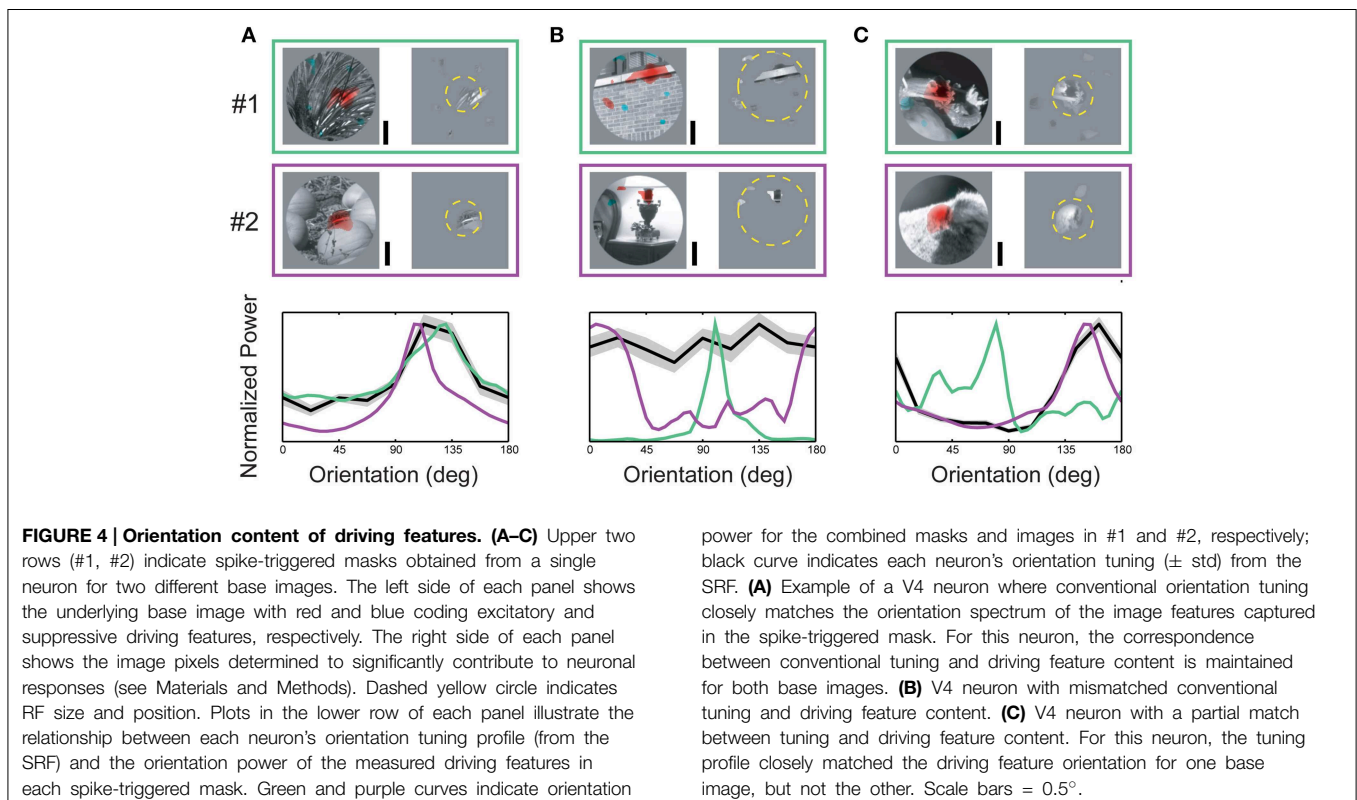 A
B
C
#1
#2
Normalized Power
0 45 90 135 180
Orientation (deg)
0 45 90 135 180
Orientation (deg)
0 45 90 135 180
Orientation (deg)
FIGURE 4 | Orientation content of driving features. (A–C) Upper two
rows (#1, #2) indicate spike-triggered masks obtained from a single
neuron for two different base images. The left side of each panel shows
the underlying base image with red and blue coding excitatory and
suppressive driving features, respectively. The right side of each panel
shows the image pixels determined to significantly contribute to neuronal
responses (see Materials and Methods). Dashed yellow circle indicates
RF size and position. Plots in the lower row of each panel illustrate the
relationship between each neuron's orientation tuning profile (from the
SRF) and the orientation power of the measured driving features in
each spike-triggered mask. Green and purple curves indicate orientation
power for the combined masks and images in #1 and #2, respectively;
black curve indicates each neuron's orientation tuning (± std) from the
SRF. (A) Example of a V4 neuron where conventional orientation tuning
closely matches the orientation spectrum of the image features captured
in the spike-triggered mask. For this neuron, the correspondence
between conventional tuning and driving feature content is maintained
for both base images. (B) V4 neuron with mismatched conventional
tuning and driving feature content. (C) V4 neuron with a partial match
between tuning and driving feature content. For this neuron, the tuning
profile closely matched the driving feature orientation for one base
image, but not the other. Scale bars = 0.5°.